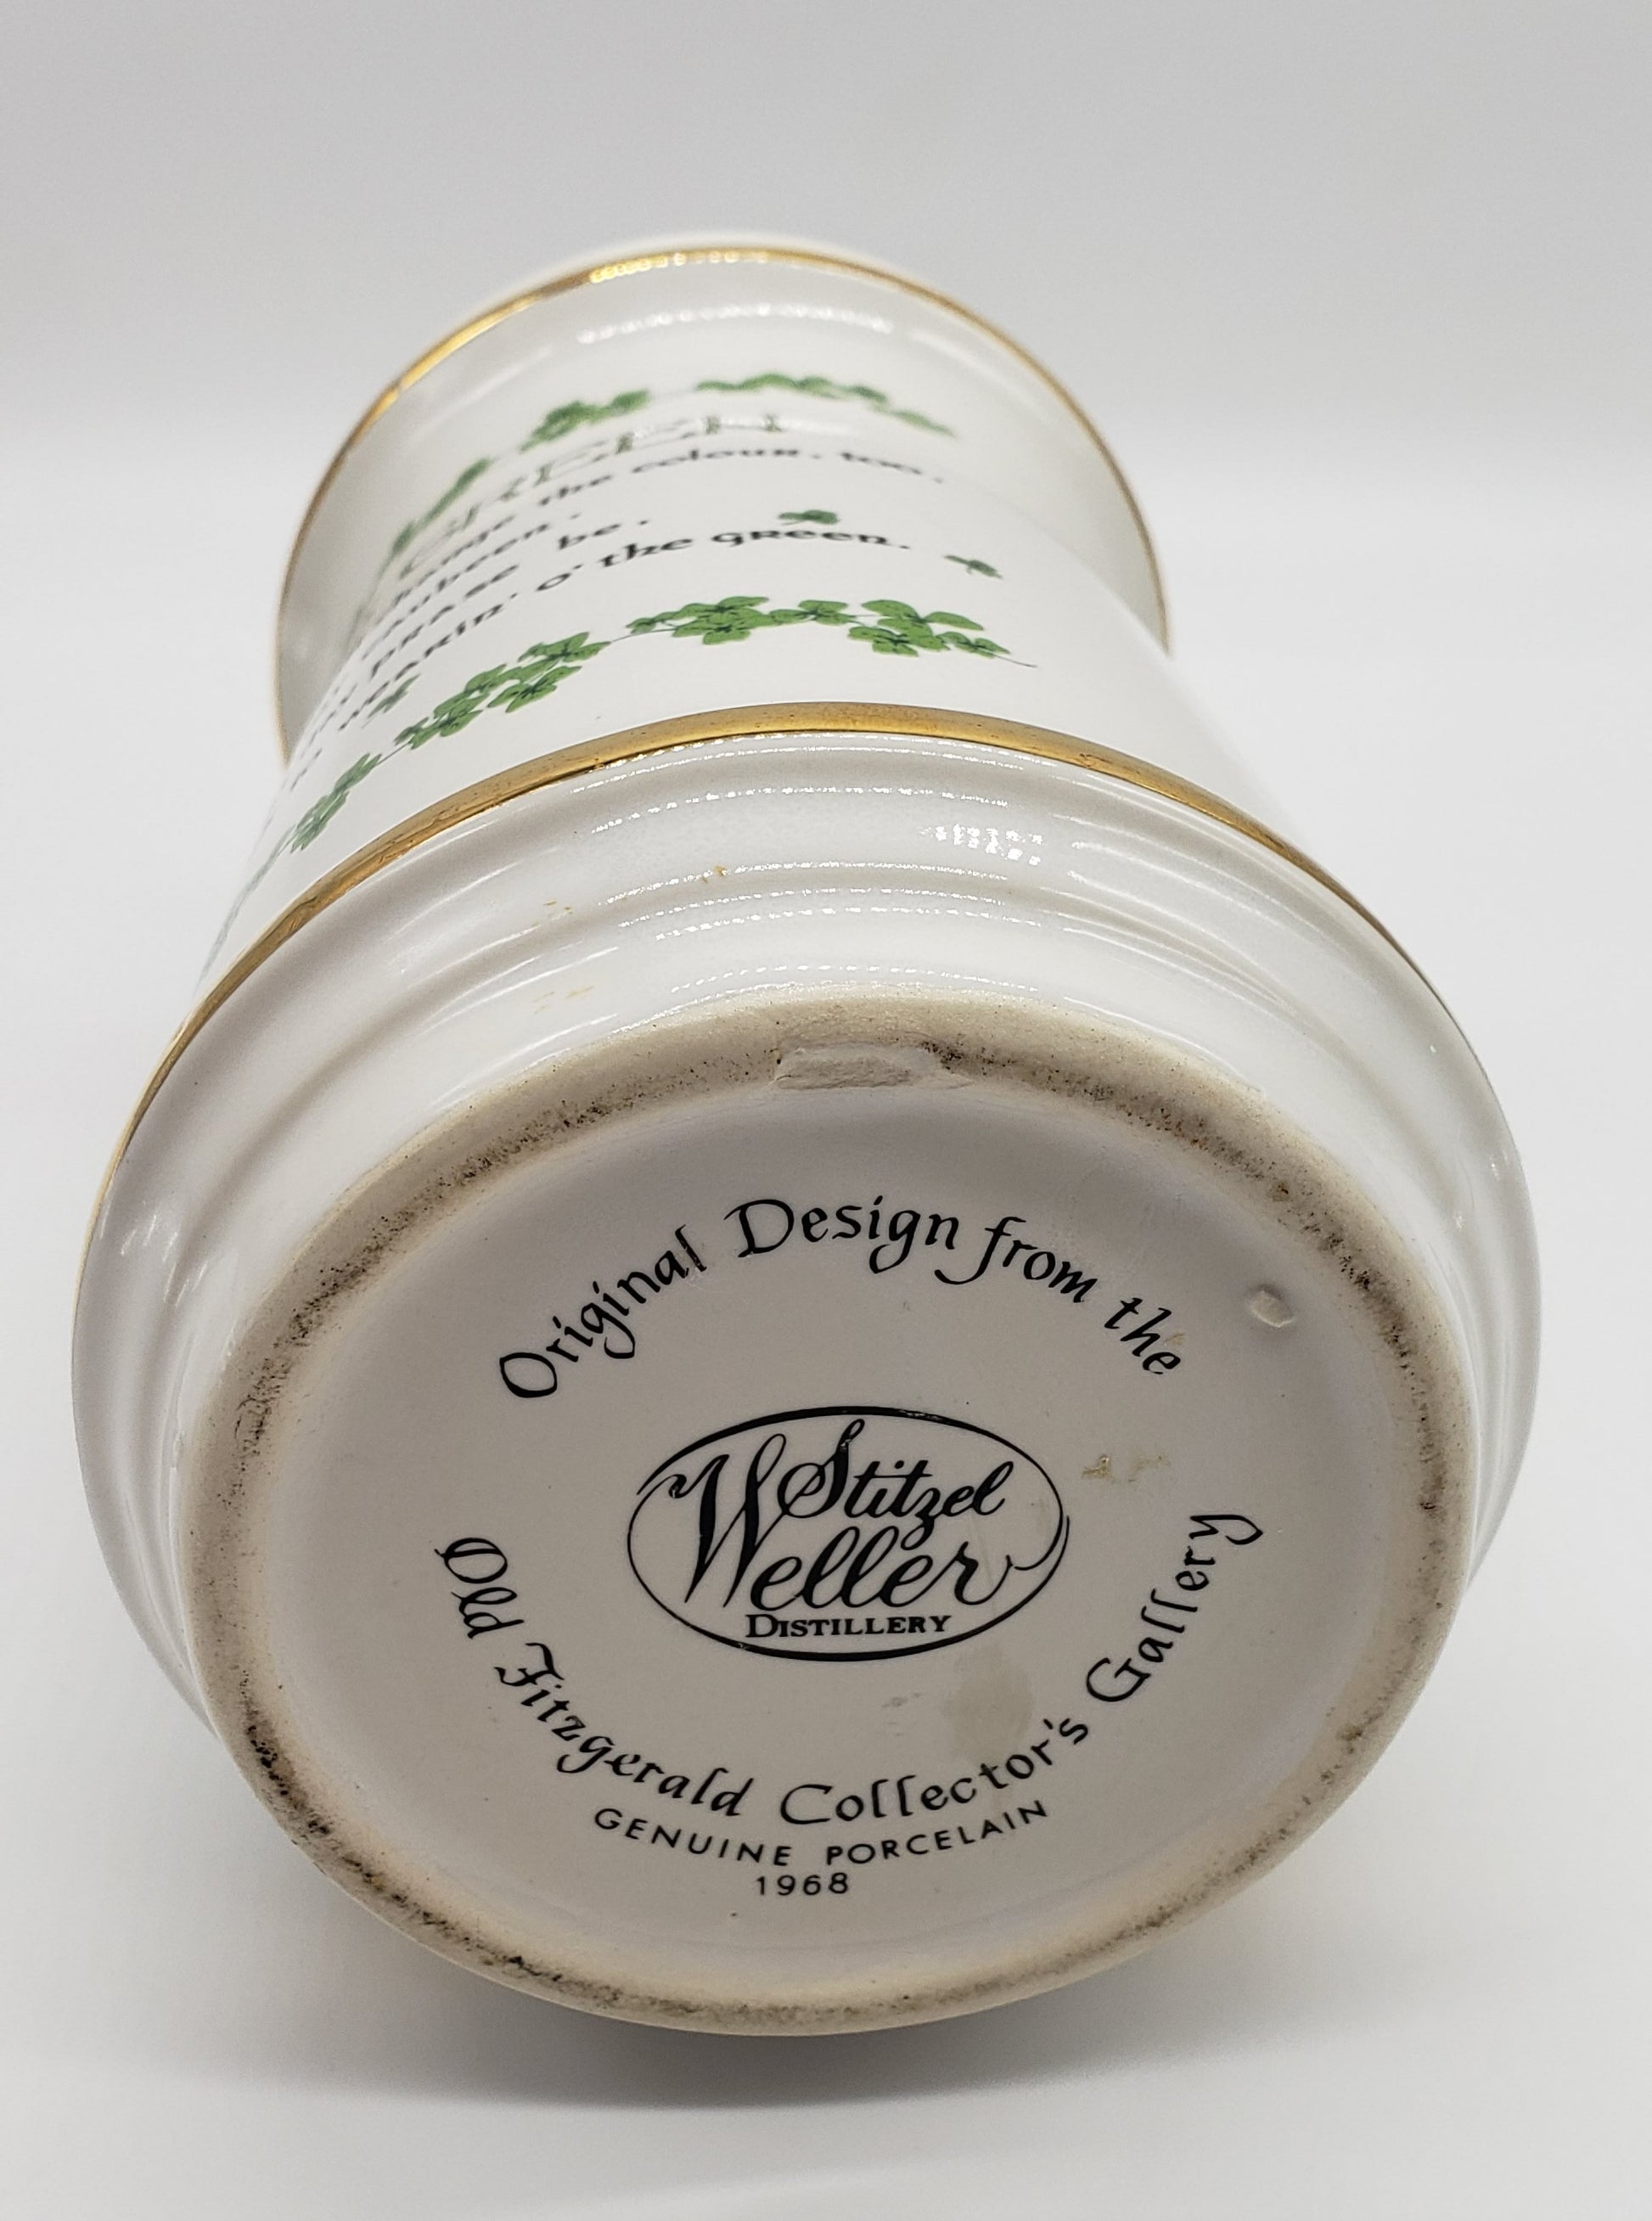 the colour, too,
be,
o' the green.
Original Design from the
Stitzel
Weller
DISTILLERY
Old Fitzgerald Collector's Gallery
GENUINE PORCELAIN
1968